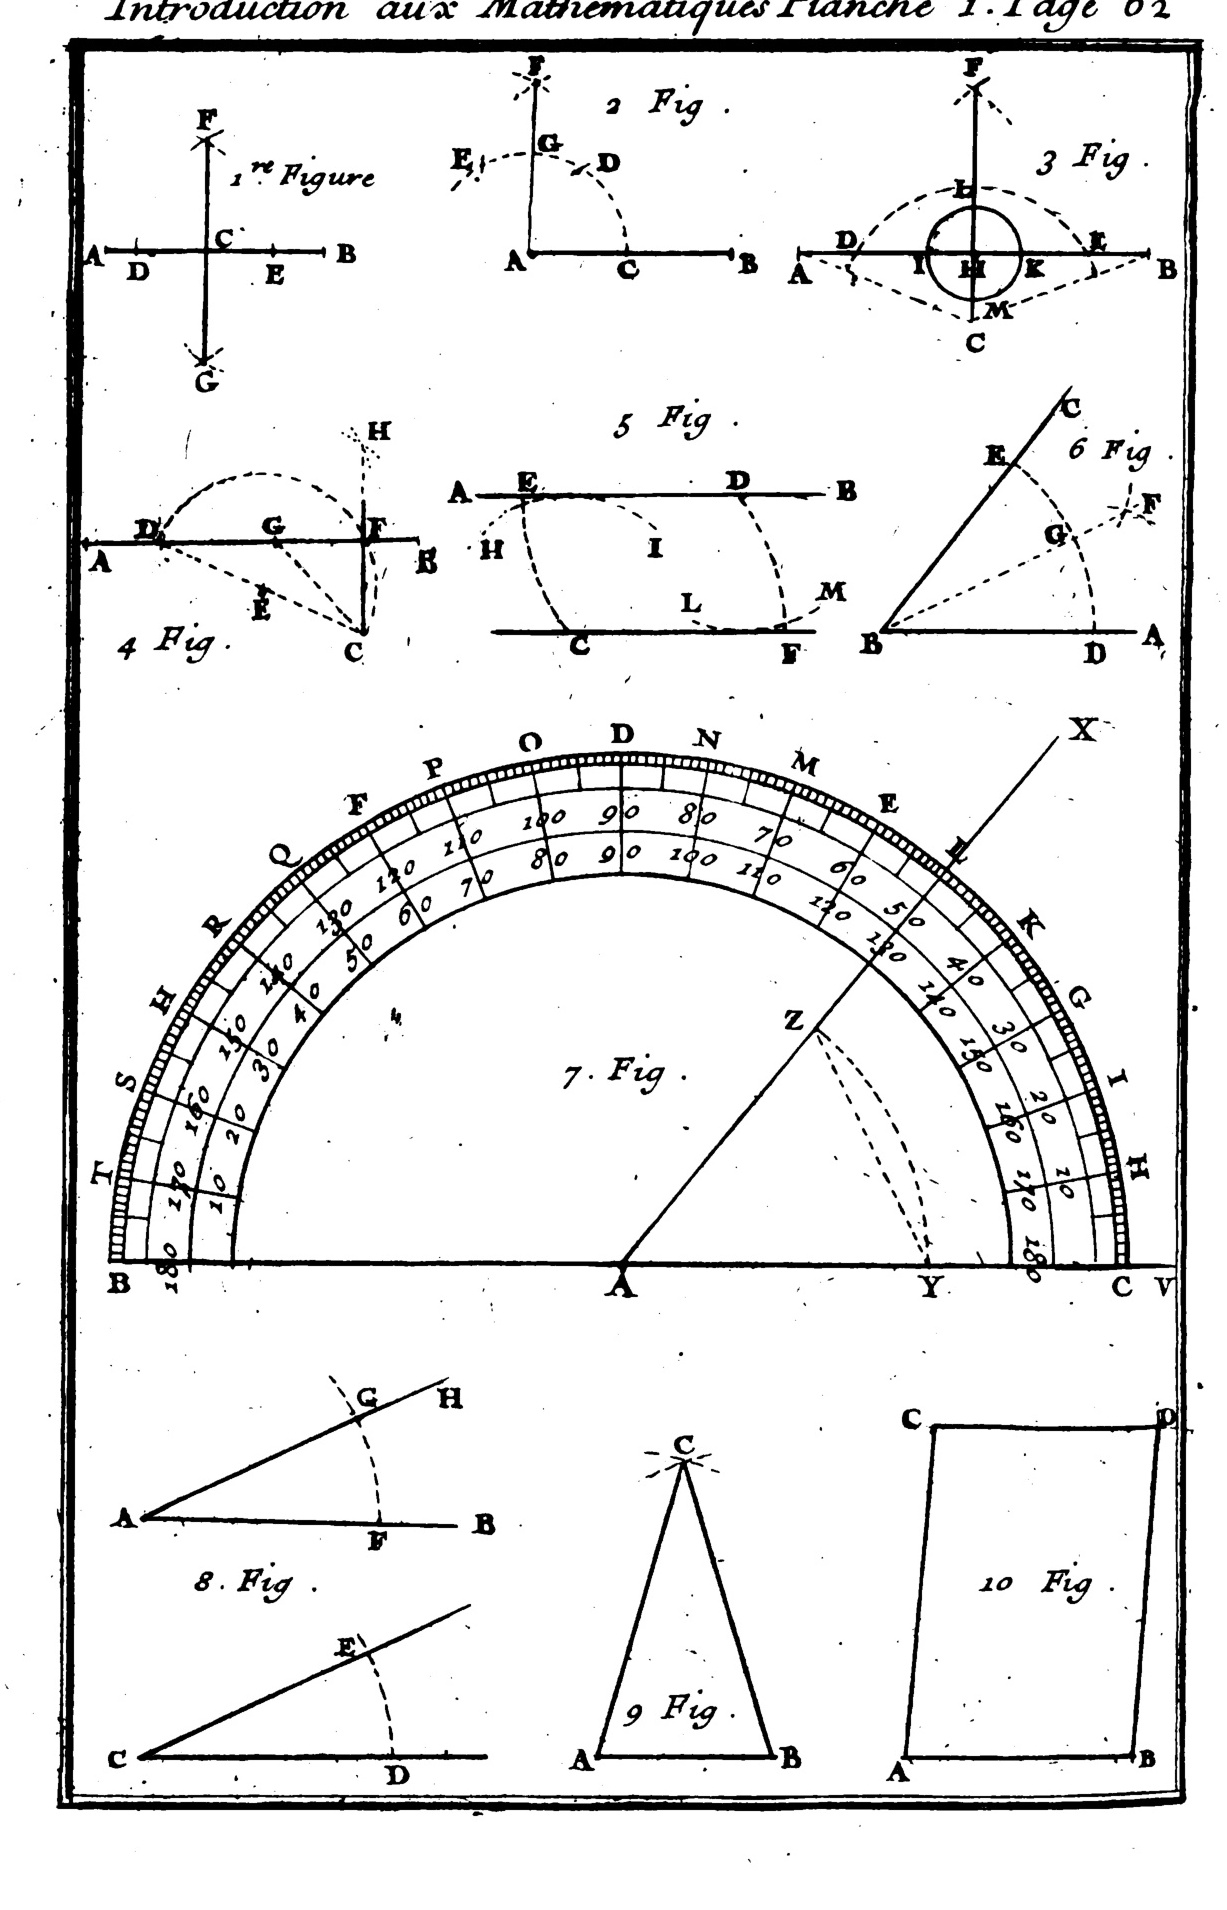 Introduction aux Mathematiques Planche 1. Page 62
F
1re. Figure
A D C E B
G
F
2 Fig.
E G D
A C B
F
3 Fig.
H
D E
A I H K B
M
C
H
D G F
A B
E
4 Fig.
C
5 Fig.
A E D B
H I
L M
C F
C
E 6 Fig.
F
G
B D A
X
T S H R Q F P O D N M E L K G I H
180 170 160 150 140 130 120 110 100 90 80 70 60 50 40 30 20 10
10 20 30 40 50 60 70 80 90 100 110 120 130 140 150 160 170 180
Z
7. Fig.
B A Y C V
G H
A F B
8. Fig.
E
C D
C
9 Fig.
A B
C D
10 Fig.
A B